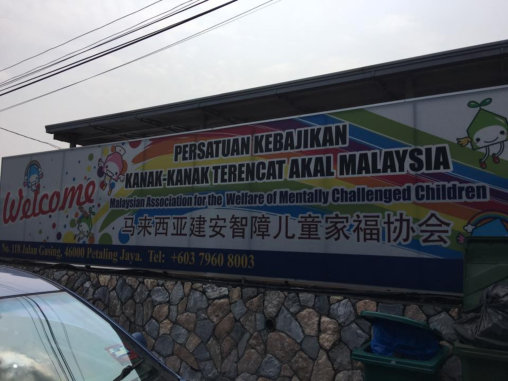 Welcome
PERSATUAN KEBAJIKAN
KANAK-KANAK TERENCAT AKAL MALAYSIA
Malaysian Association for the Welfare of Mentally Challenged Children
马来西亚建安智障儿童家福协会
No. 118 Jalan Gasing, 46000 Petaling Jaya. Tel: +603 7960 8003